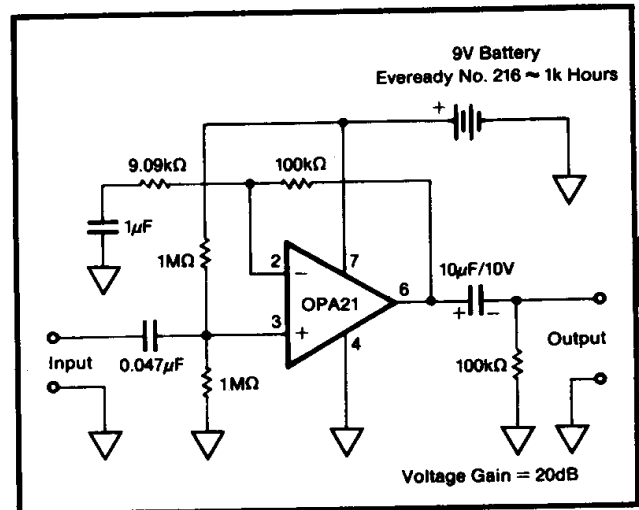 9V Battery
Eveready No. 216 ~ 1k Hours
+
9.09kΩ
100kΩ
1μF
1MΩ
2
−
7
OPA21
6
10μF/10V
+
−
3
+
4
Input
0.047μF
1MΩ
100kΩ
Output
Voltage Gain = 20dB